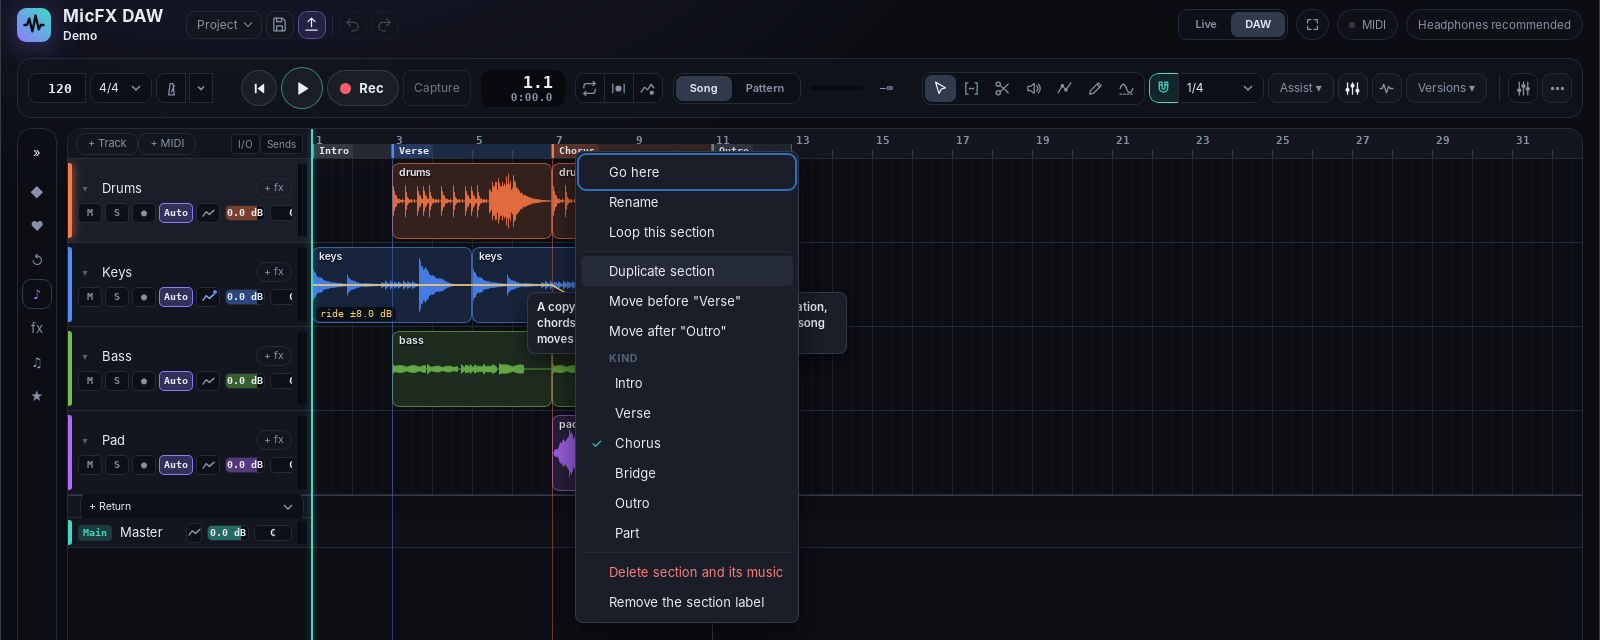 MicFX DAW
Demo
Project
Live
DAW
MIDI
Headphones recommended
120
4/4
Rec
Capture
1.1
0:00.0
Song
Pattern
-∞
1/4
Assist ▾
Versions ▾
+ Track
+ MIDI
I/O
Sends
1
3
5
7
9
11
13
15
17
19
21
23
25
27
29
31
Intro
Verse
Chorus
Outro
Drums
+ fx
M
S
Auto
0.0 dB
drums
Keys
+ fx
M
S
Auto
0.0 dB
keys
keys
ride ±8.0 dB
Bass
+ fx
M
S
Auto
0.0 dB
bass
Pad
+ fx
M
S
Auto
0.0 dB
fx
+ Return
Main
Master
0.0 dB
C
A copy
chords
song
moves
Go here
Rename
Loop this section
Duplicate section
Move before "Verse"
Move after "Outro"
KIND
Intro
Verse
Chorus
Bridge
Outro
Part
Delete section and its music
Remove the section label